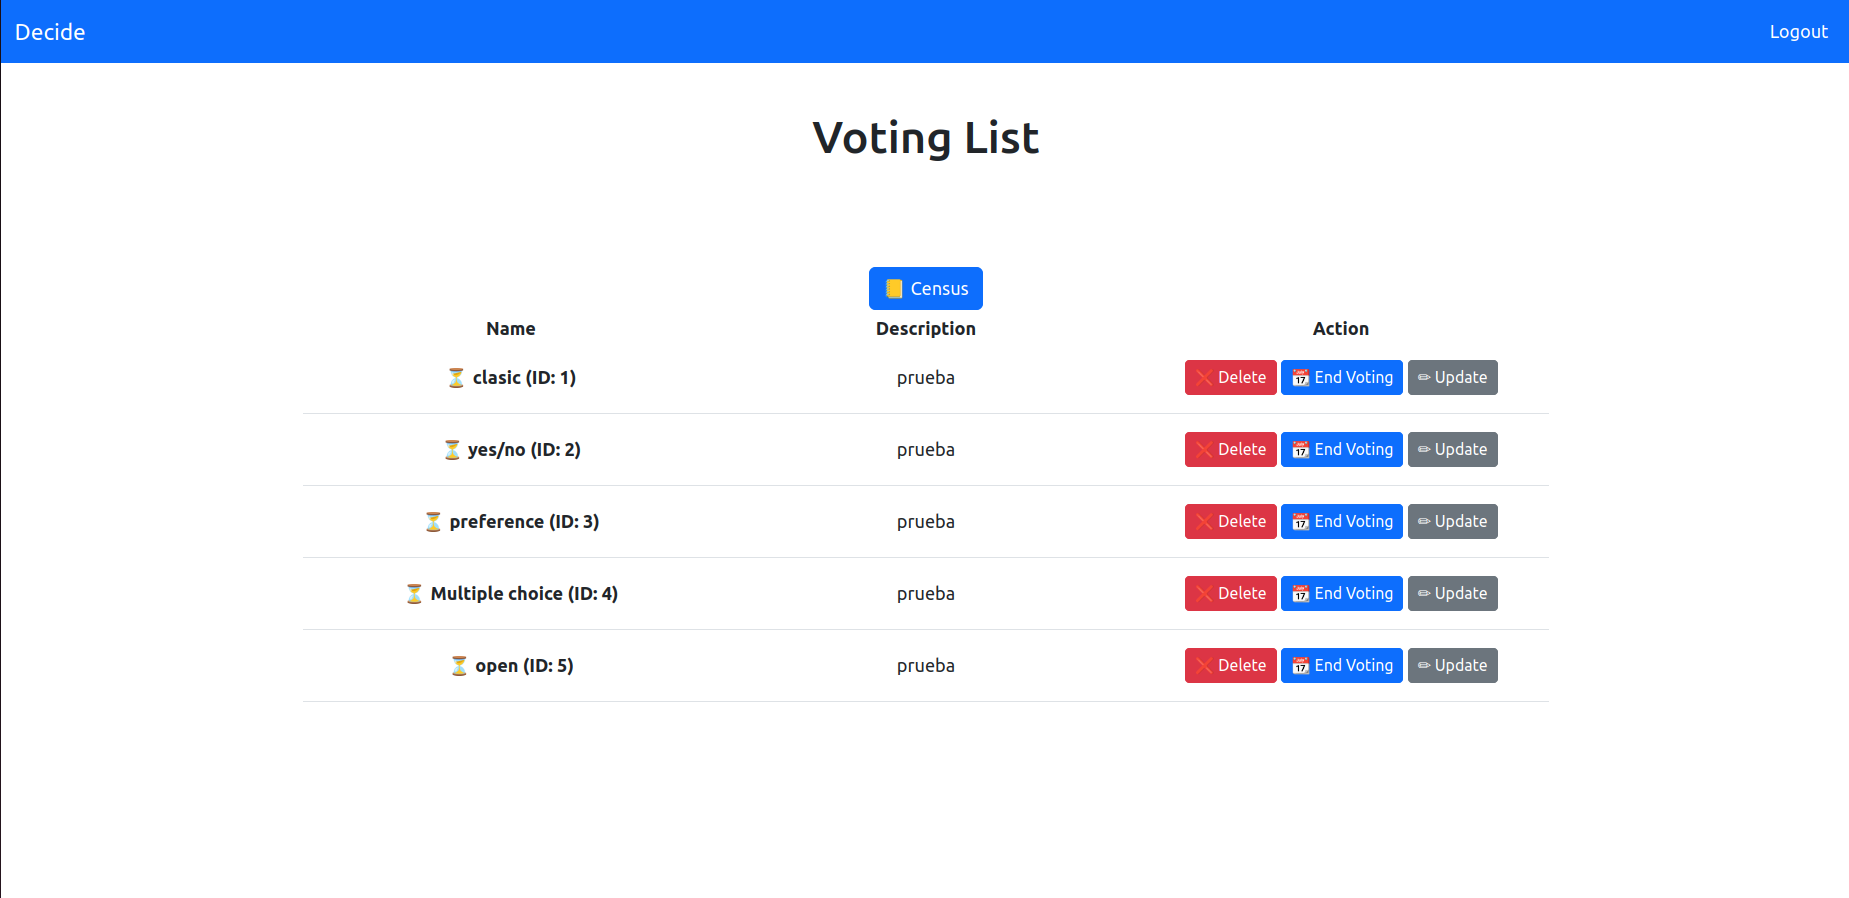 Decide Logout
Voting List
📒 Census
Name Description Action
⏳ clasic (ID: 1) prueba ❌ Delete 📆 End Voting ✏ Update
⏳ yes/no (ID: 2) prueba ❌ Delete 📆 End Voting ✏ Update
⏳ preference (ID: 3) prueba ❌ Delete 📆 End Voting ✏ Update
⏳ Multiple choice (ID: 4) prueba ❌ Delete 📆 End Voting ✏ Update
⏳ open (ID: 5) prueba ❌ Delete 📆 End Voting ✏ Update